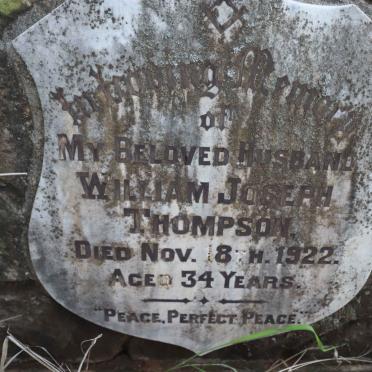 In Loving Memory
of
MY BELOVED HUSBAND
WILLIAM JOSEPH
THOMPSON,
DIED NOV. 8TH. 1922.
AGED 34 YEARS.
"PEACE, PERFECT PEACE."